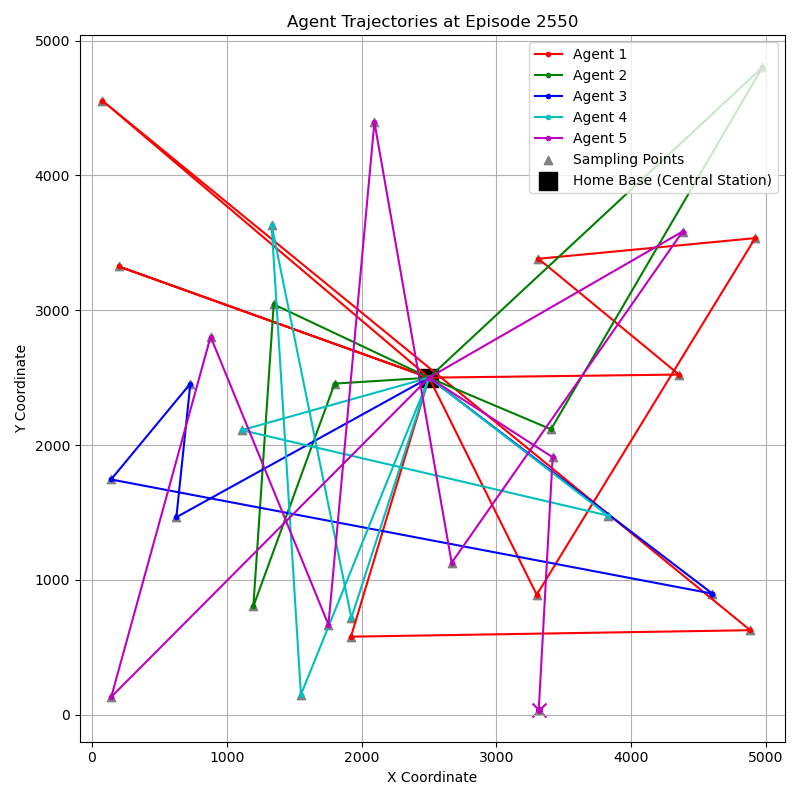 Agent Trajectories at Episode 2550
5000
4000
3000
2000
1000
0
Y Coordinate
0 1000 2000 3000 4000 5000
X Coordinate
Agent 1
Agent 2
Agent 3
Agent 4
Agent 5
Sampling Points
Home Base (Central Station)